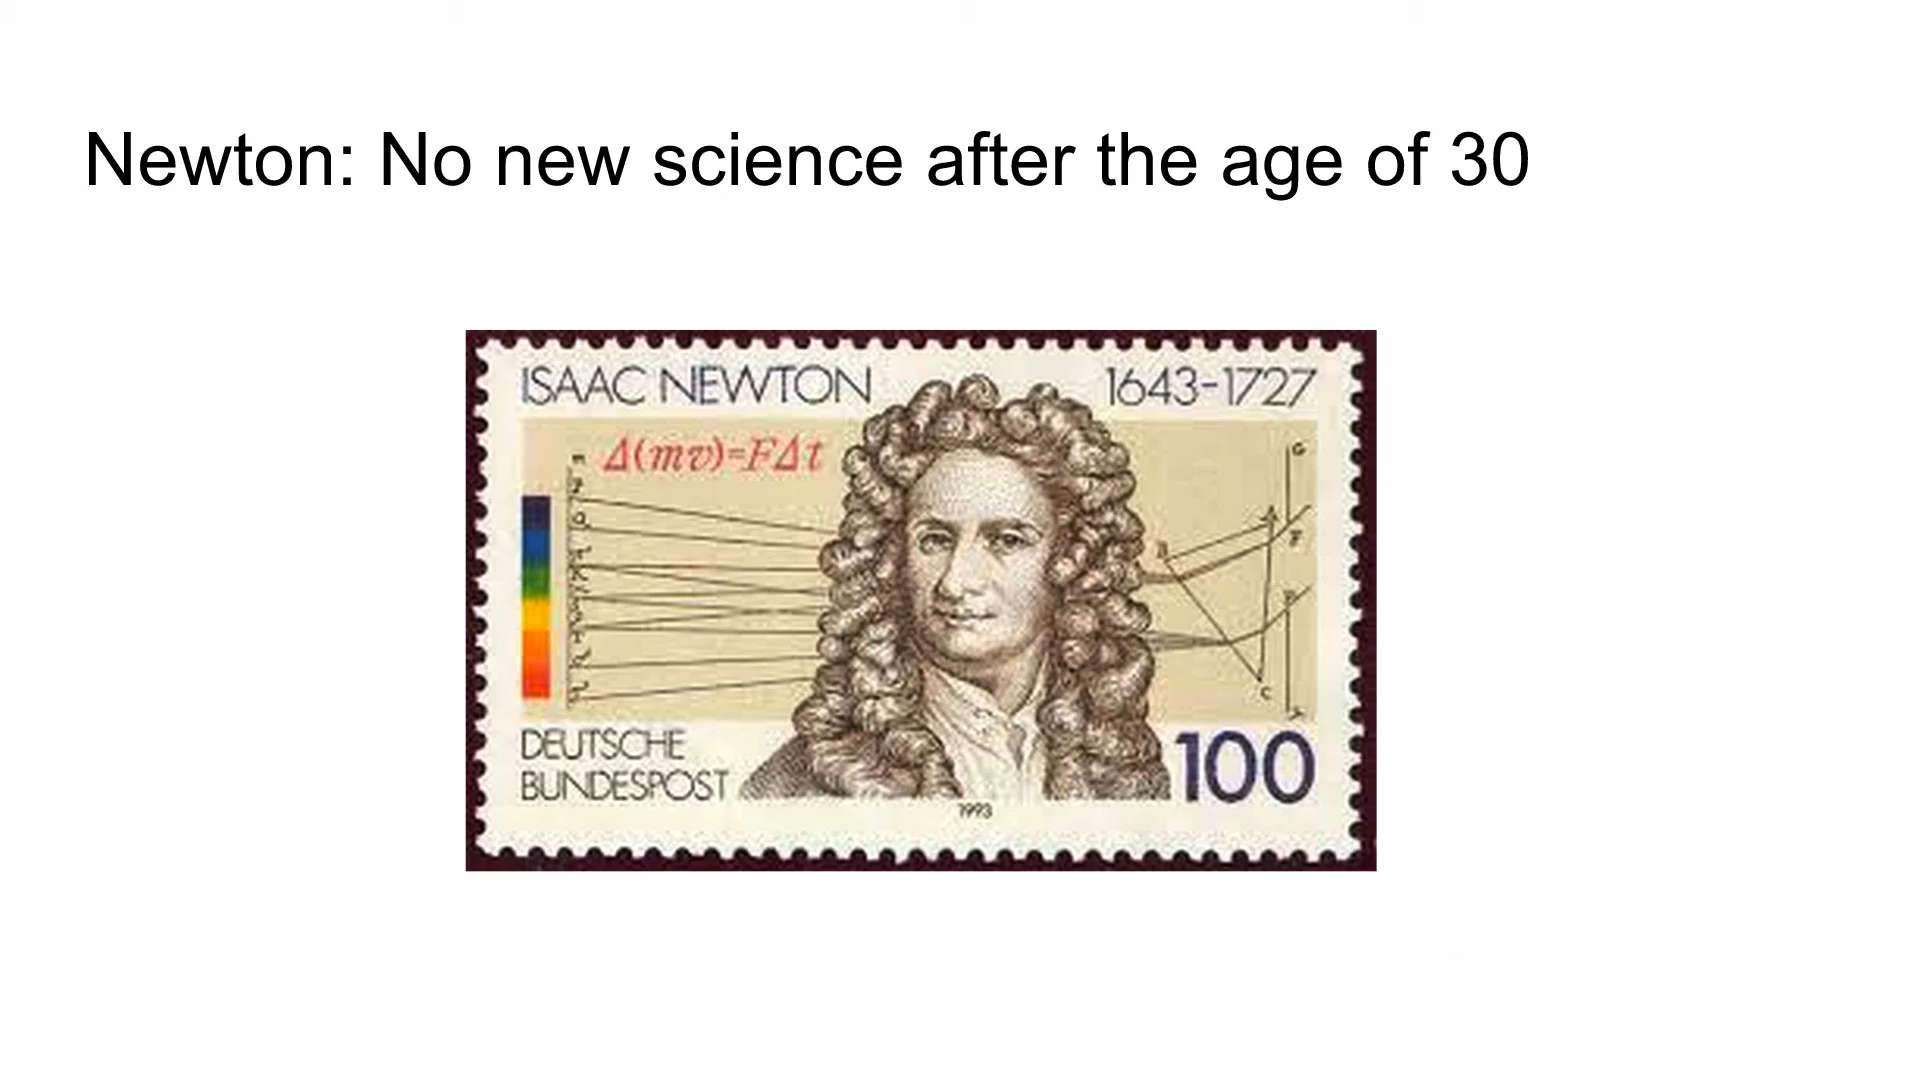 Newton: No new science after the age of 30
ISAAC NEWTON 1643-1727
Δ(mv)=FΔt
G
B
F
C
DEUTSCHE
BUNDESPOST
100
1993